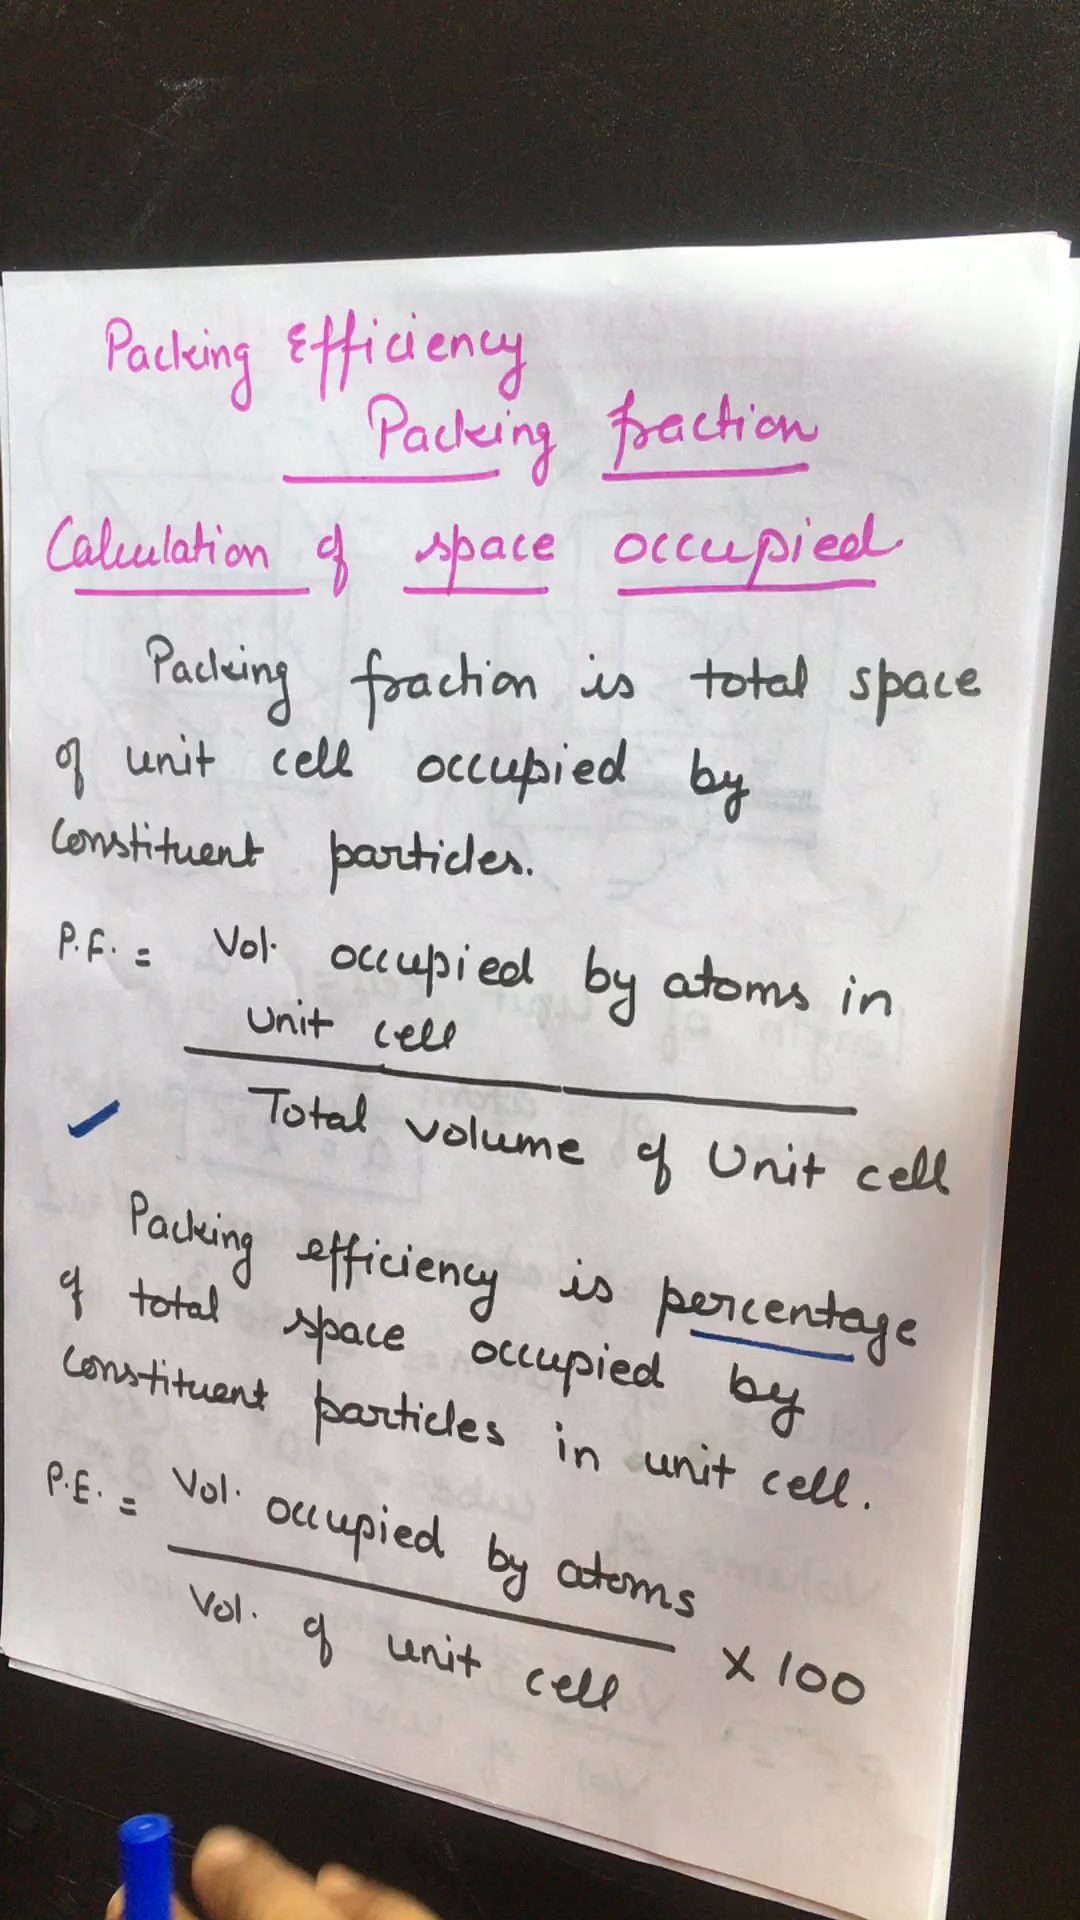 Packing Efficiency
Packing fraction
Calculation of space occupied
Packing fraction is total space
of unit cell occupied by
constituent particles.
P.F. = Vol. occupied by atoms in
Unit cell
Total volume of Unit cell
Packing efficiency is percentage
of total space occupied by
constituent particles in unit cell.
P.E. = Vol. occupied by atoms
Vol. of unit cell × 100